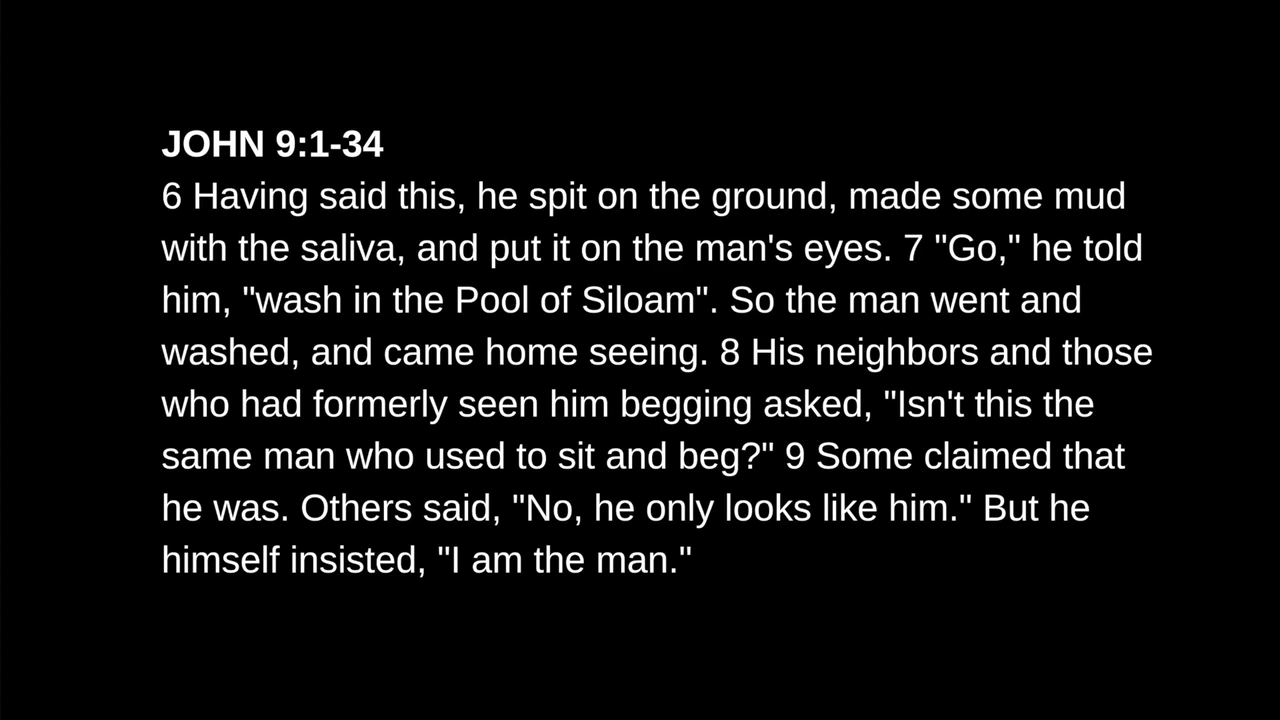 JOHN 9:1-34
6 Having said this, he spit on the ground, made some mud
with the saliva, and put it on the man's eyes. 7 "Go," he told
him, "wash in the Pool of Siloam". So the man went and
washed, and came home seeing. 8 His neighbors and those
who had formerly seen him begging asked, "Isn't this the
same man who used to sit and beg?" 9 Some claimed that
he was. Others said, "No, he only looks like him." But he
himself insisted, "I am the man."